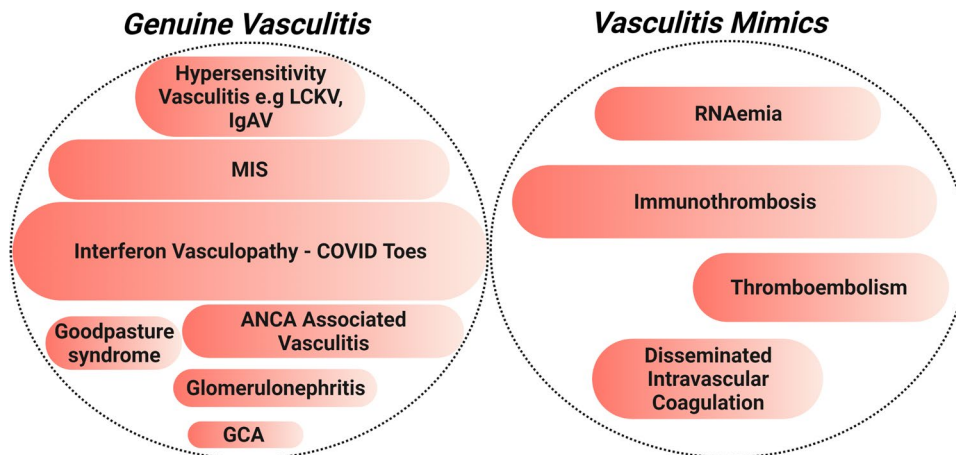 Genuine Vasculitis
Hypersensitivity
Vasculitis e.g LCKV,
IgAV
MIS
Interferon Vasculopathy - COVID Toes
Goodpasture
syndrome
ANCA Associated
Vasculitis
Glomerulonephritis
GCA
Vasculitis Mimics
RNAemia
Immunothrombosis
Thromboembolism
Disseminated
Intravascular
Coagulation